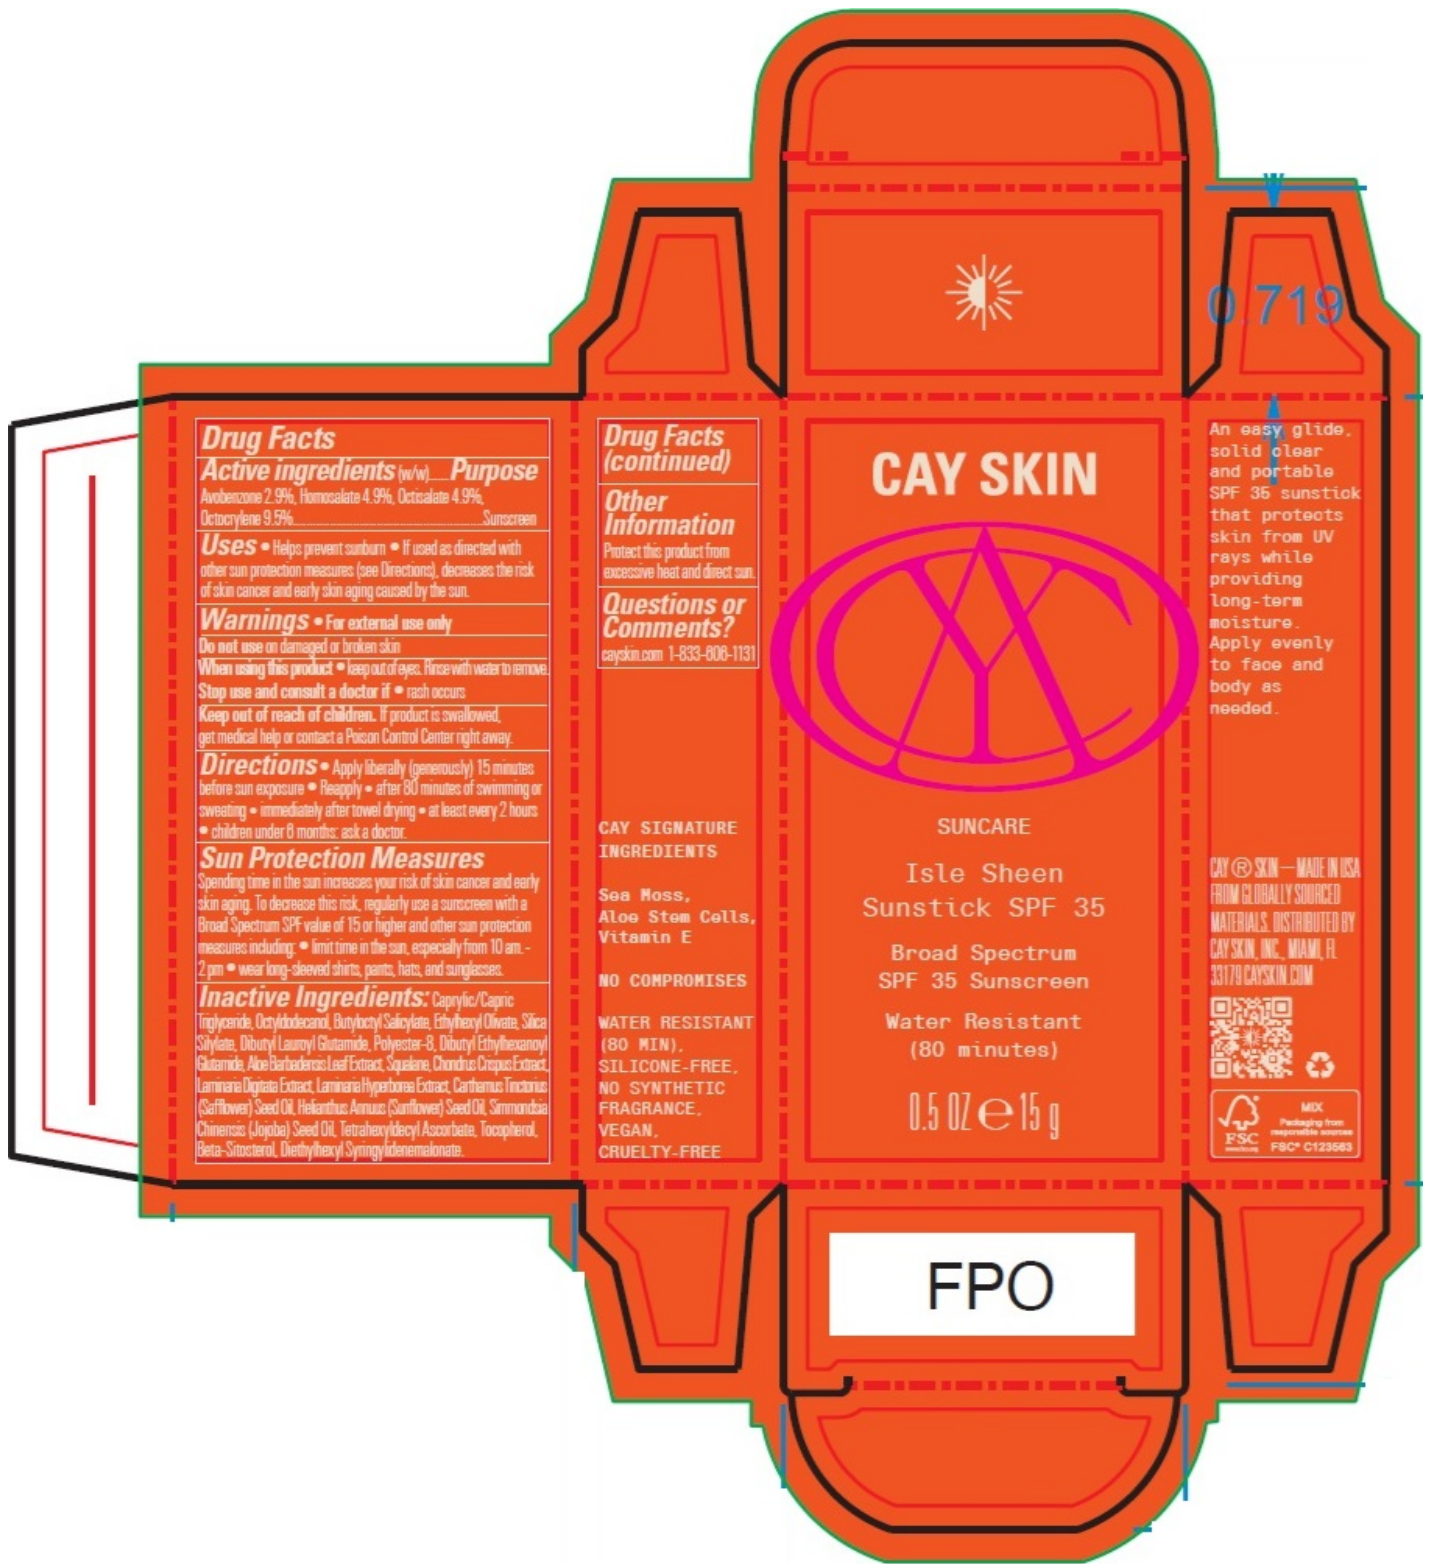 Drug Facts
Active ingredients (w/w)......Purpose
Avobenzone 2.9%, Homosalate 4.9%, Octisalate 4.9%,
Octocrylene 9.5%..........................................................Sunscreen
Uses • Helps prevent sunburn • If used as directed with
other sun protection measures (see Directions), decreases the risk
of skin cancer and early skin aging caused by the sun.
Warnings • For external use only
Do not use on damaged or broken skin
When using this product • keep out of eyes. Rinse with water to remove.
Stop use and consult a doctor if • rash occurs
Keep out of reach of children. If product is swallowed,
get medical help or contact a Poison Control Center right away.
Directions • Apply liberally (generously) 15 minutes
before sun exposure • Reapply • after 80 minutes of swimming or
sweating • immediately after towel drying • at least every 2 hours
• children under 6 months: ask a doctor.
Sun Protection Measures
Spending time in the sun increases your risk of skin cancer and early
skin aging. To decrease this risk, regularly use a sunscreen with a
Broad Spectrum SPF value of 15 or higher and other sun protection
measures including: • limit time in the sun, especially from 10 am. -
2 pm • wear long-sleeved shirts, pants, hats, and sunglasses.
Inactive Ingredients: Caprylic/Capric
Triglyceride, Octyldodecanol, Butyloctyl Salicylate, Ethylhexyl Olivate, Silica
Silylate, Dibutyl Lauroyl Glutamide, Polyester-8, Dibutyl Ethylhexanoyl
Glutamide, Aloe Barbadensis Leaf Extract, Squalane, Chondrus Crispus Extract,
Laminaria Digitata Extract, Laminaria Hyperborea Extract, Carthamus Tinctorius
(Safflower) Seed Oil, Helianthus Annuus (Sunflower) Seed Oil, Simmondsia
Chinensis (Jojoba) Seed Oil, Tetrahexyldecyl Ascorbate, Tocopherol,
Beta-Sitosterol, Diethylhexyl Syringylidenemalonate.
Drug Facts
(continued)
Other
Information
Protect this product from
excessive heat and direct sun.
Questions or
Comments?
cayskin.com 1-833-606-1131
CAY SIGNATURE
INGREDIENTS
Sea Moss,
Aloe Stem Cells,
Vitamin E
NO COMPROMISES
WATER RESISTANT
(80 MIN),
SILICONE-FREE,
NO SYNTHETIC
FRAGRANCE,
VEGAN,
CRUELTY-FREE
CAY SKIN
CAY
SUNCARE
Isle Sheen
Sunstick SPF 35
Broad Spectrum
SPF 35 Sunscreen
Water Resistant
(80 minutes)
0.5 OZ ℮ 15 g
FPO
W
0.719
An easy glide,
solid clear
and portable
SPF 35 sunstick
that protects
skin from UV
rays while
providing
long-term
moisture.
Apply evenly
to face and
body as
needed.
CAY ® SKIN — MADE IN USA
FROM GLOBALLY SOURCED
MATERIALS. DISTRIBUTED BY
CAY SKIN, INC., MIAMI, FL
33179 CAYSKIN.COM
FSC
www.fsc.org
MIX
Packaging from
responsible sources
FSC® C123563